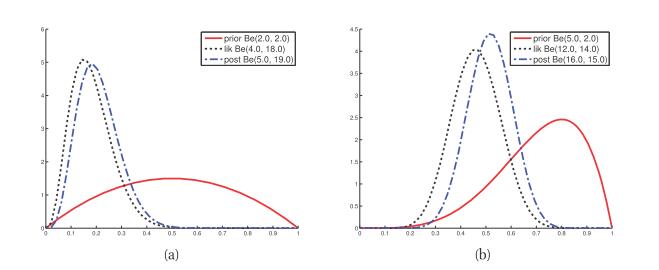 prior Be(2.0, 2.0)
lik Be(4.0, 18.0)
post Be(5.0, 19.0)
6
5
4
3
2
1
0
0 0.1 0.2 0.3 0.4 0.5 0.6 0.7 0.8 0.9 1
(a)
prior Be(5.0, 2.0)
lik Be(12.0, 14.0)
post Be(16.0, 15.0)
4.5
4
3.5
3
2.5
2
1.5
1
0.5
0
0 0.1 0.2 0.3 0.4 0.5 0.6 0.7 0.8 0.9 1
(b)